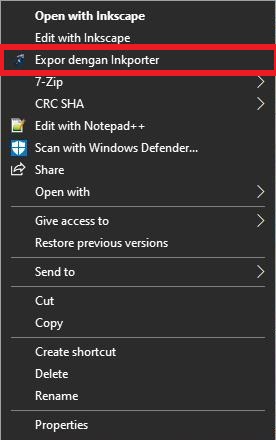 Open with Inkscape
Edit with Inkscape
Expor dengan Inkporter
7-Zip
CRC SHA
Edit with Notepad++
Scan with Windows Defender...
Share
Open with
Give access to
Restore previous versions
Send to
Cut
Copy
Create shortcut
Delete
Rename
Properties